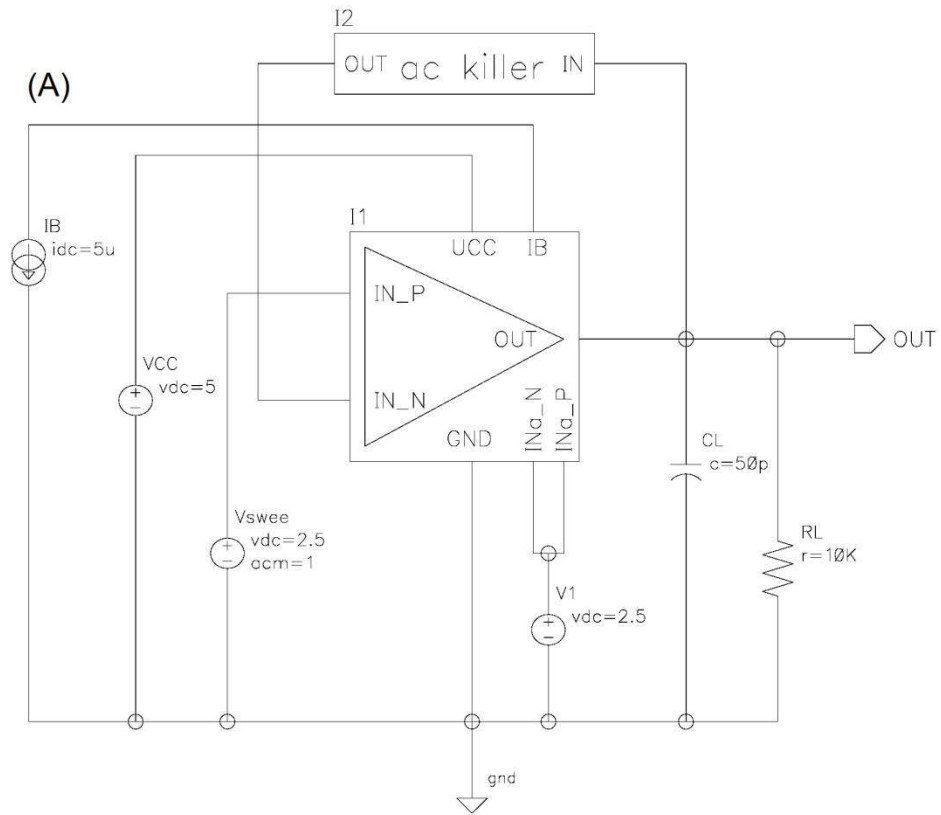 I2
OUT ac killer IN
(A)
IB
idc=5u
I1
UCC IB
IN_P
OUT
OUT
VCC
vdc=5
IN_N
GND
INa_N
INa_P
CL
c=50p
Vswee
vdc=2.5
acm=1
RL
r=10K
V1
vdc=2.5
gnd